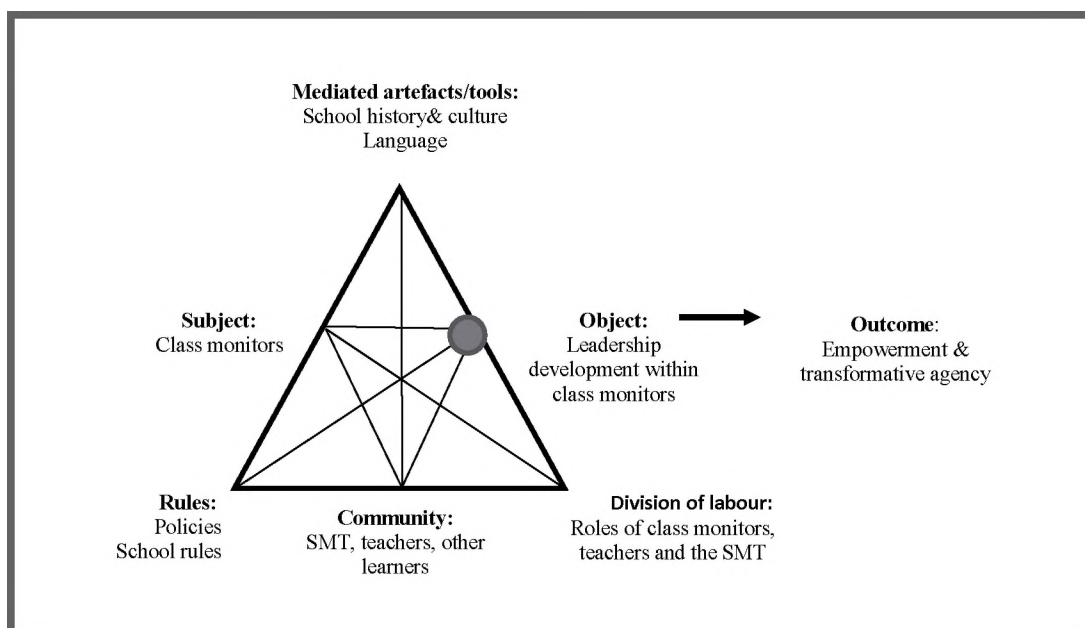 Mediated artefacts/tools:
School history& culture
Language
Subject:
Class monitors
Object:
Leadership
development within
class monitors
Outcome:
Empowerment &
transformative agency
Rules:
Policies
School rules
Community:
SMT, teachers, other
learners
Division of labour:
Roles of class monitors,
teachers and the SMT